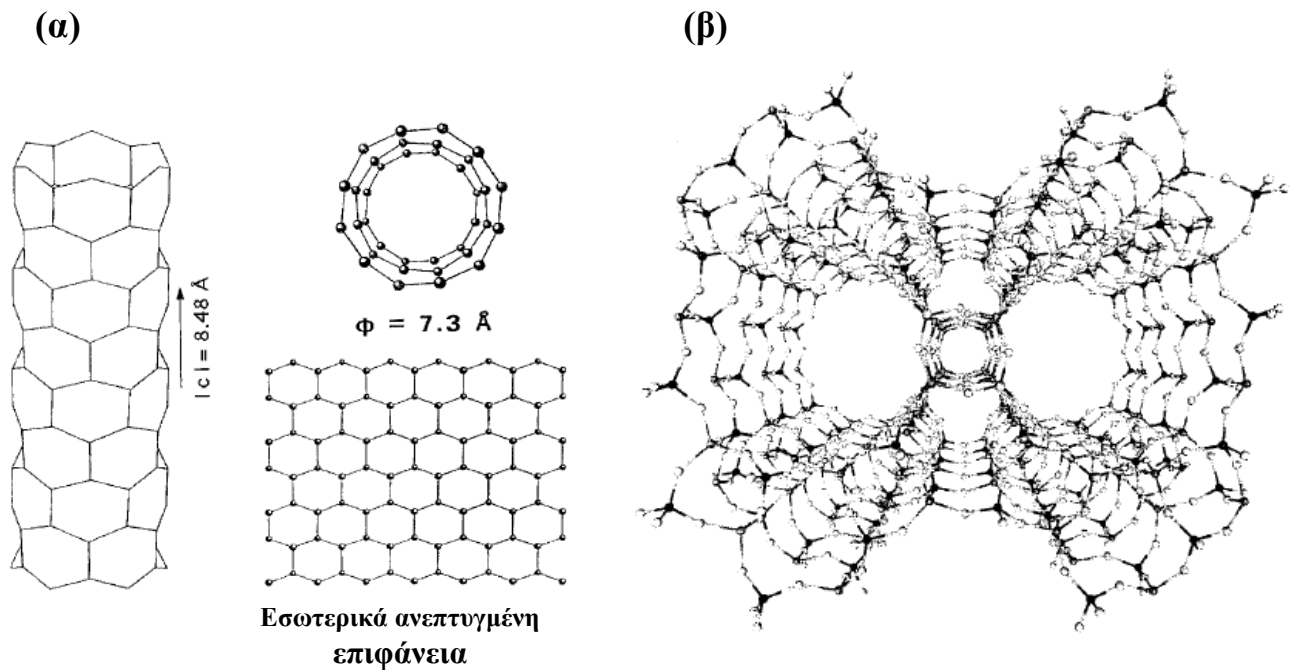 (α)
(β)
|c| = 8.48 Å
φ = 7.3 Å
Εσωτερικά ανεπτυγμένη
επιφάνεια